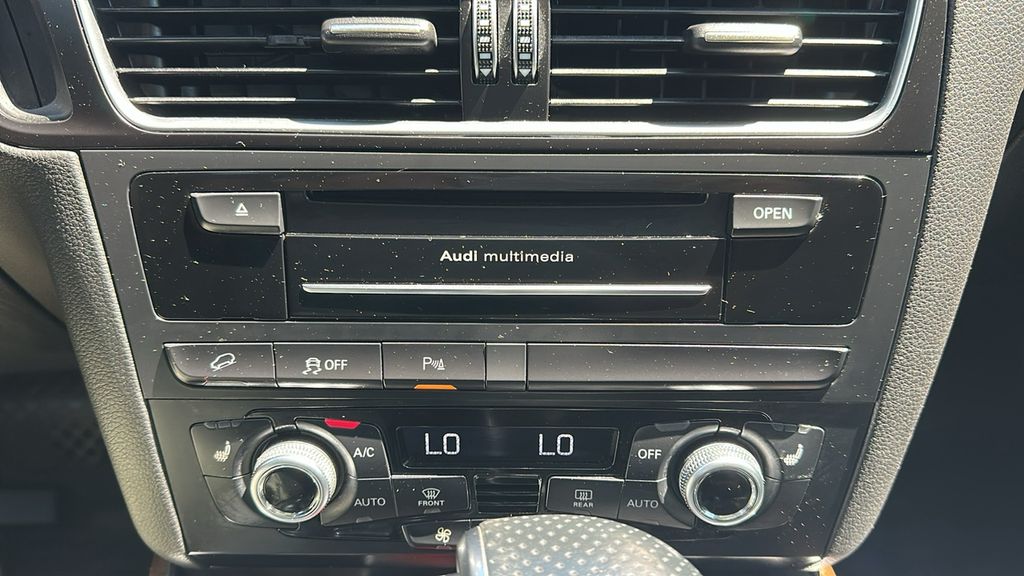 OPEN
Audi multimedia
OFF
P
A/C
LO
LO
OFF
AUTO
FRONT
REAR
AUTO